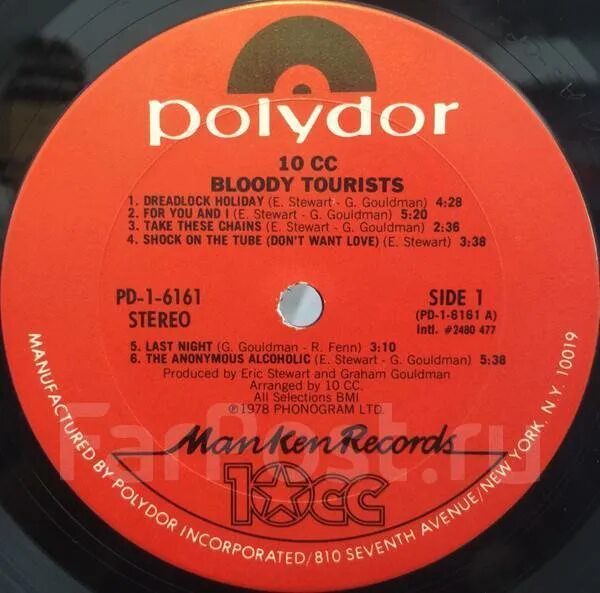 polydor
10 CC
BLOODY TOURISTS
1. DREADLOCK HOLIDAY (E. Stewart - G. Gouldman) 4:28
2. FOR YOU AND I (E. Stewart - G. Gouldman) 5:20
3. TAKE THESE CHAINS (E. Stewart - G. Gouldman) 2:36
4. SHOCK ON THE TUBE (DON'T WANT LOVE) (E. Stewart) 3:38
PD-1-6161
STEREO
SIDE 1
(PD-1-6161 A)
Intl. #2480 477
5. LAST NIGHT (G. Gouldman - R. Fenn) 3:10
6. THE ANONYMOUS ALCOHOLIC (E. Stewart - G. Gouldman) 5:38
Produced by Eric Stewart and Graham Gouldman
Arranged by 10 CC.
All Selections BMI
Ⓟ1978 PHONOGRAM LTD.
ManKen Records
10CC
MANUFACTURED BY POLYDOR INCORPORATED/810 SEVENTH AVENUE/NEW YORK, N.Y. 10019
FarPost.ru